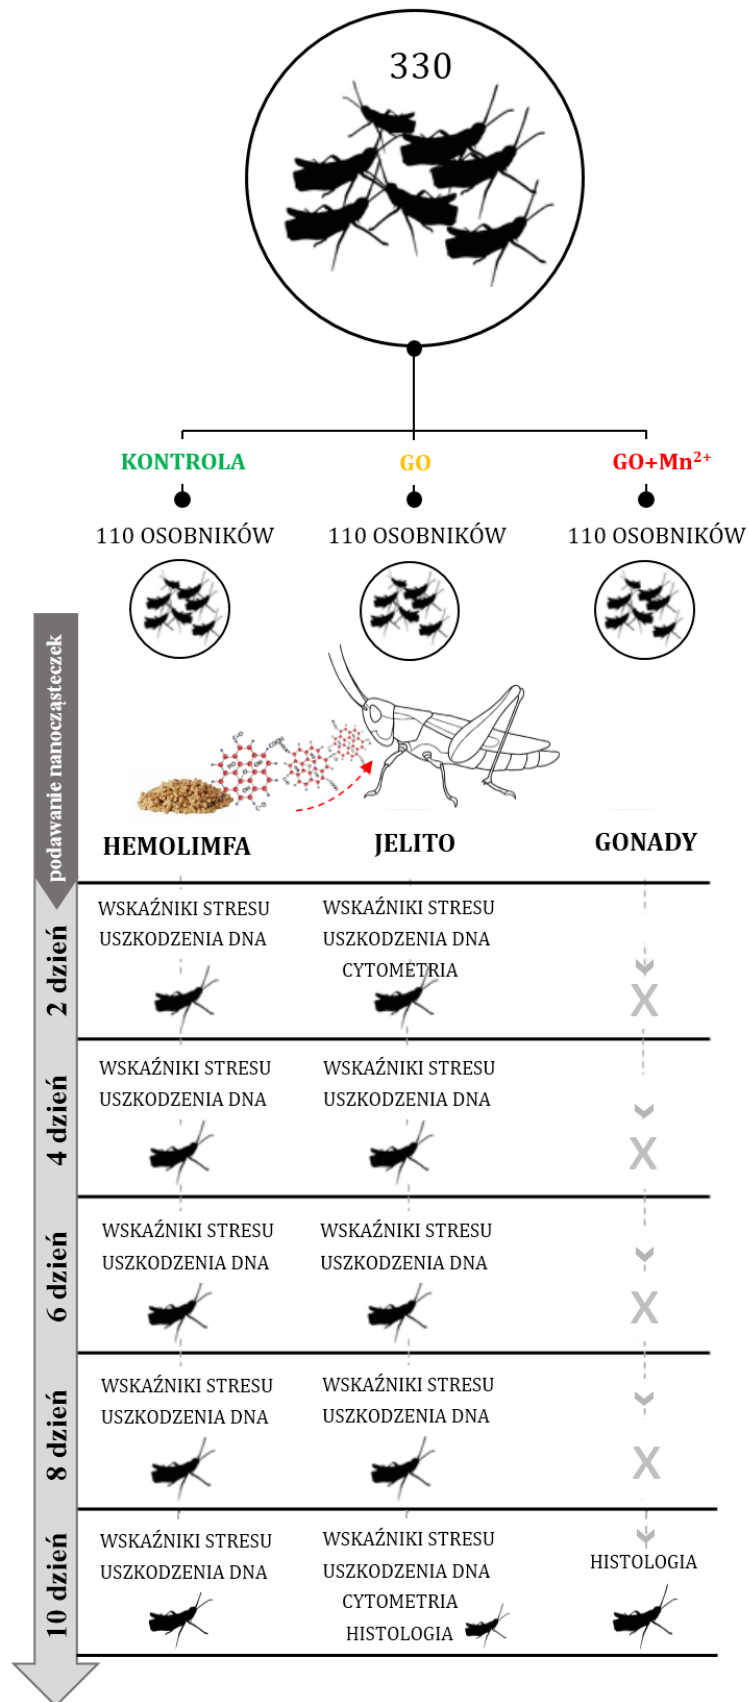 330
KONTROLA
GO
GO+Mn²⁺
110 OSOBNIKÓW
110 OSOBNIKÓW
110 OSOBNIKÓW
podawanie nanocząsteczek
HEMOLIMFA
JELITO
GONADY
2 dzień
WSKAŹNIKI STRESU
USZKODZENIA DNA
WSKAŹNIKI STRESU
USZKODZENIA DNA
CYTOMETRIA
X
4 dzień
WSKAŹNIKI STRESU
USZKODZENIA DNA
WSKAŹNIKI STRESU
USZKODZENIA DNA
X
6 dzień
WSKAŹNIKI STRESU
USZKODZENIA DNA
WSKAŹNIKI STRESU
USZKODZENIA DNA
X
8 dzień
WSKAŹNIKI STRESU
USZKODZENIA DNA
WSKAŹNIKI STRESU
USZKODZENIA DNA
X
10 dzień
WSKAŹNIKI STRESU
USZKODZENIA DNA
WSKAŹNIKI STRESU
USZKODZENIA DNA
CYTOMETRIA
HISTOLOGIA
HISTOLOGIA